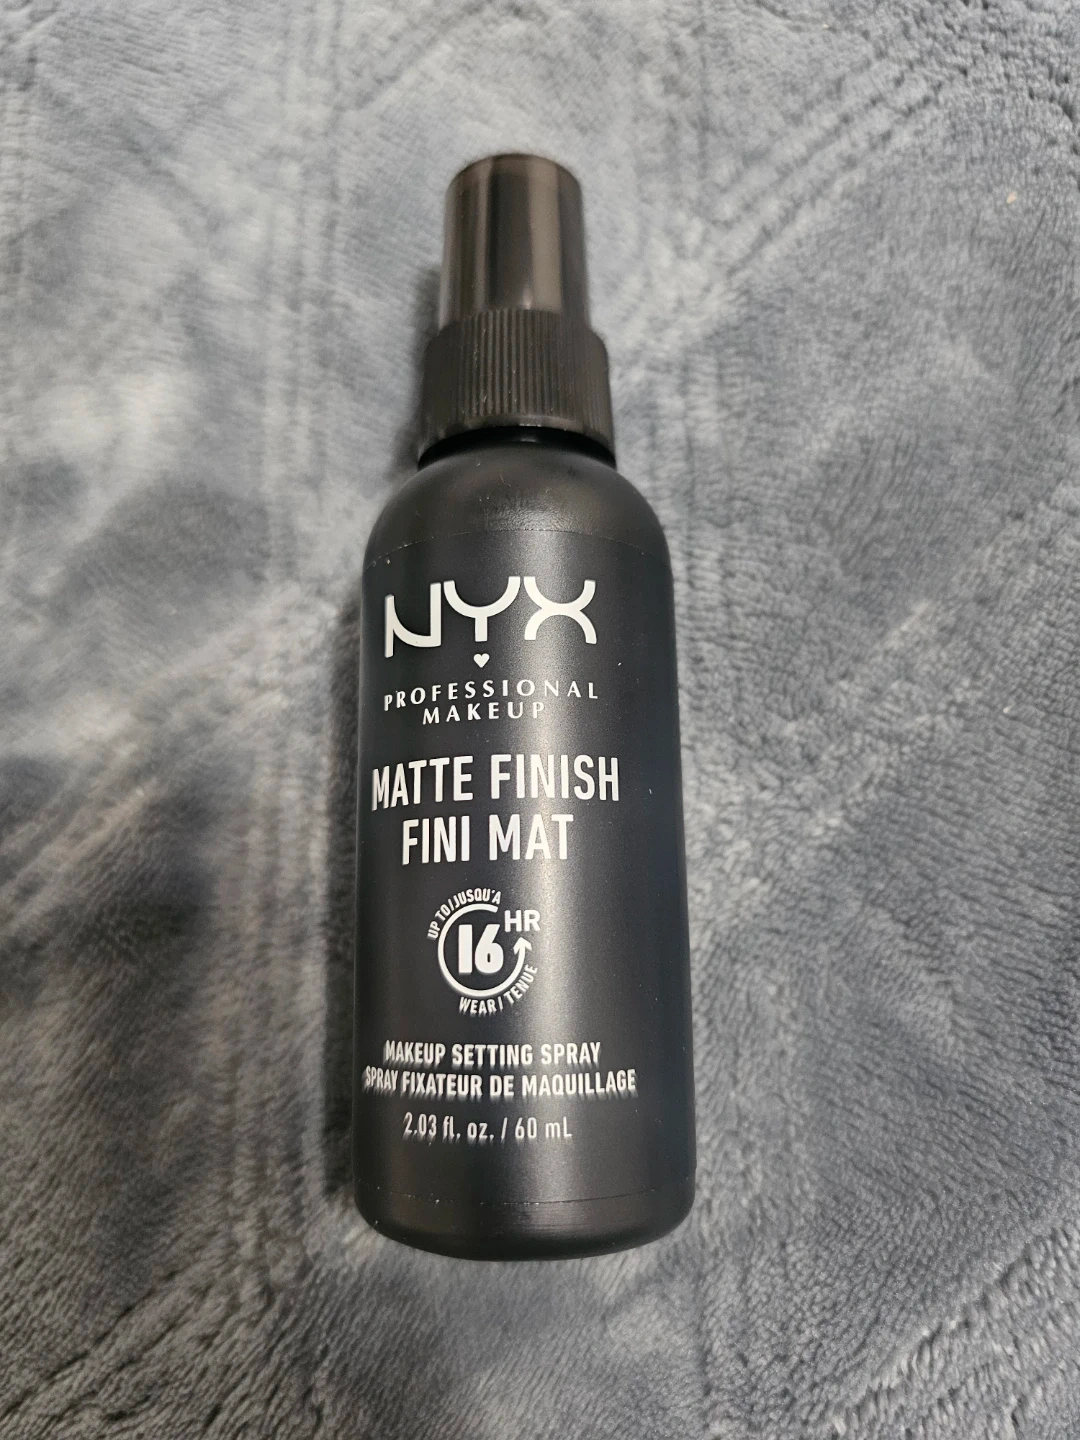 NYX
PROFESSIONAL
MAKEUP
MATTE FINISH
FINI MAT
UP TO/JUSQU'À
16 HR
WEAR/TENUE
MAKEUP SETTING SPRAY
SPRAY FIXATEUR DE MAQUILLAGE
2.03 fl. oz. / 60 mL